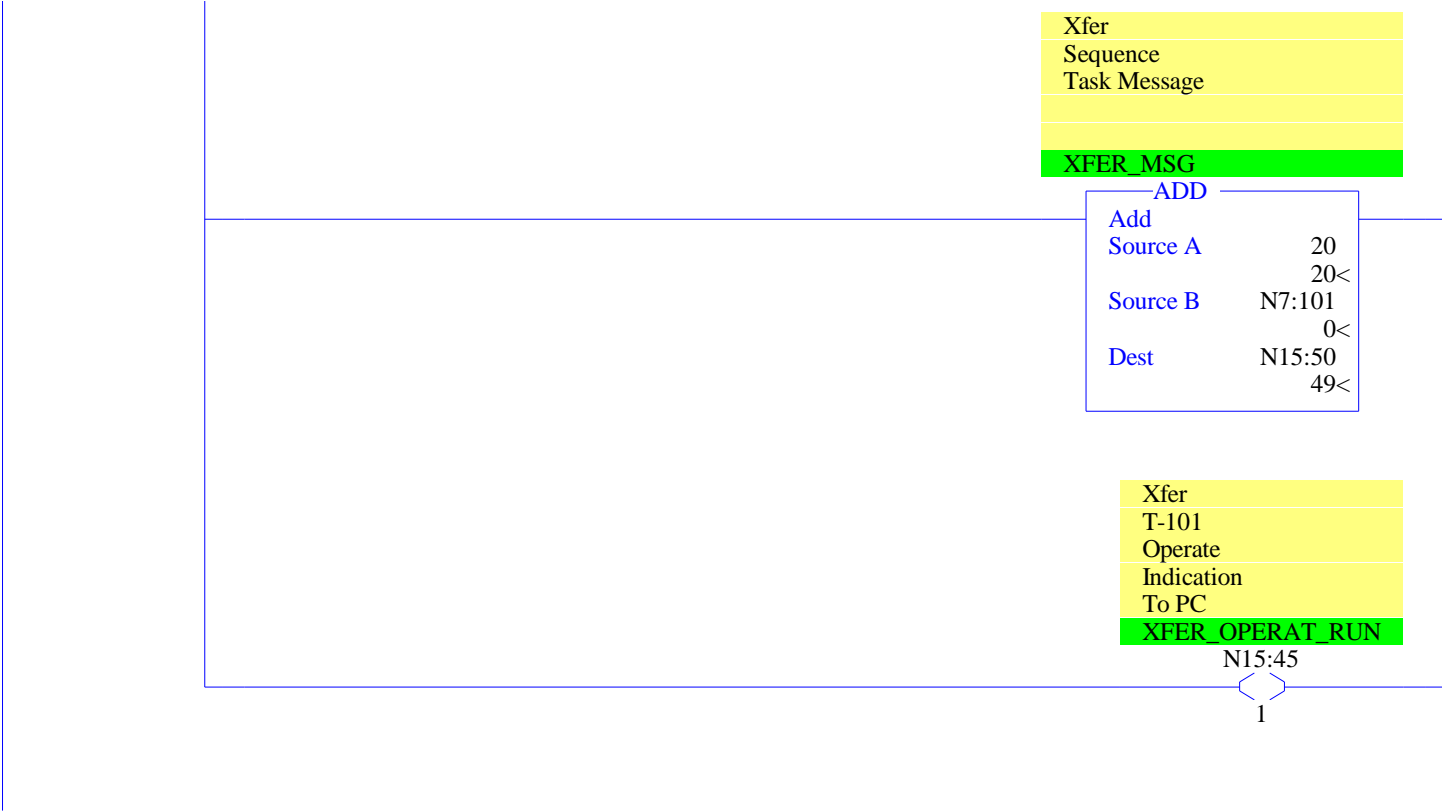 Xfer
Sequence
Task Message
XFER_MSG
ADD
Add
Source A 20
20<
Source B N7:101
0<
Dest N15:50
49<
Xfer
T-101
Operate
Indication
To PC
XFER_OPERAT_RUN
N15:45
1